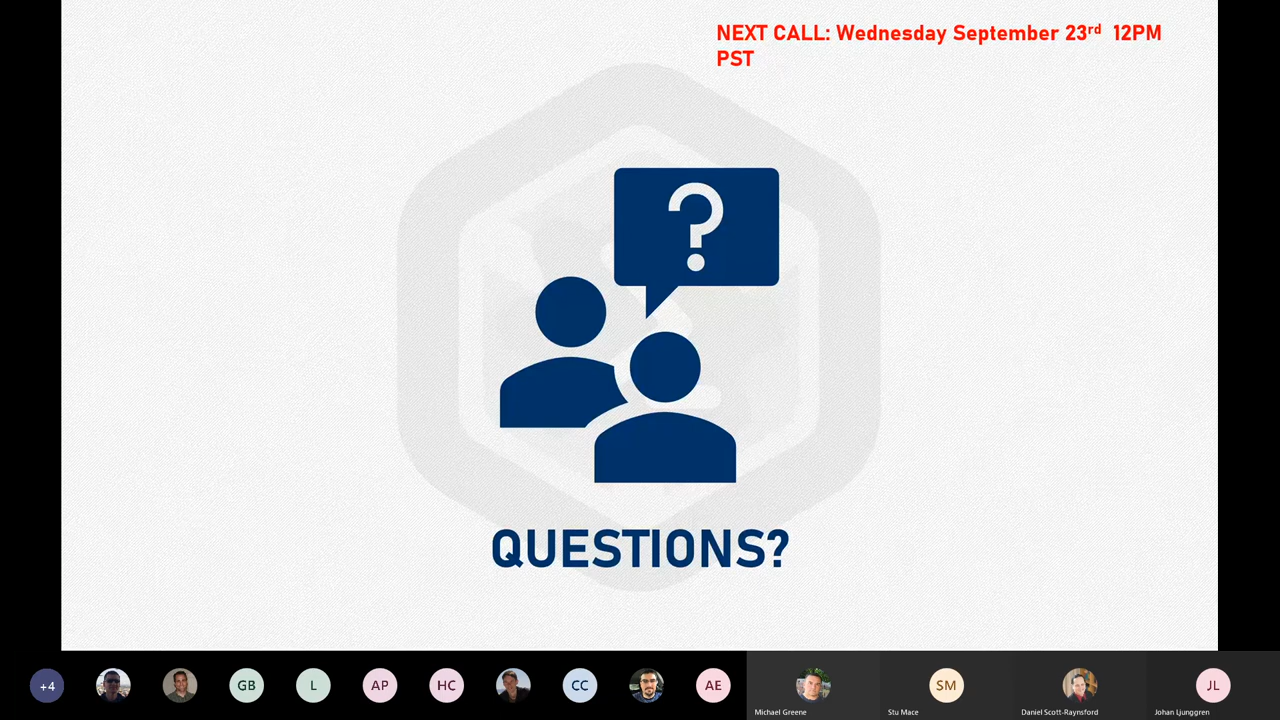 NEXT CALL: Wednesday September 23rd 12PM
PST
?
QUESTIONS?
+4
GB
L
AP
HC
CC
AE
Michael Greene
SM
Stu Mace
Daniel Scott-Raynsford
JL
Johan Ljunggren